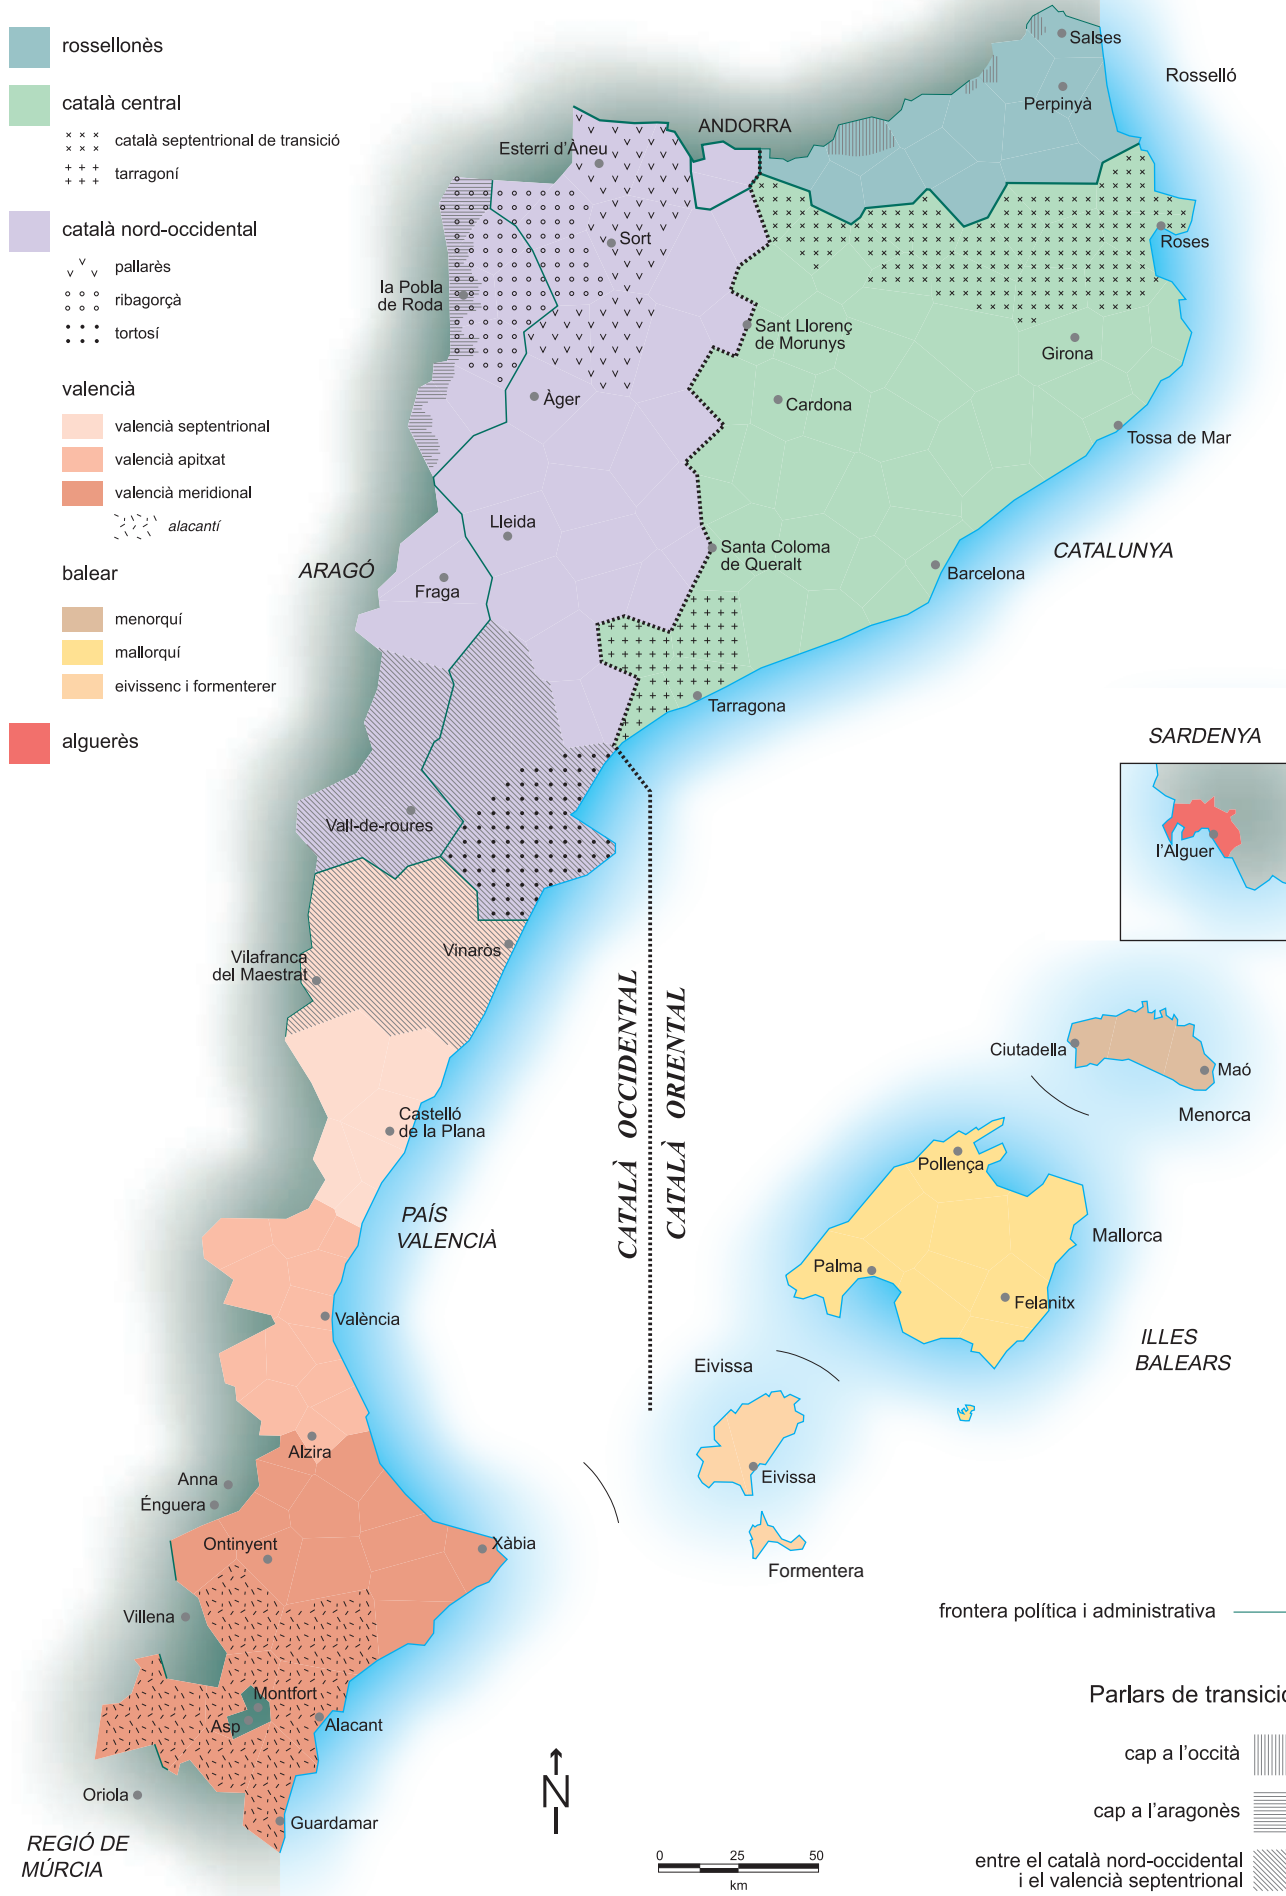 rossellonès
català central
català septentrional de transició
tarragoní
català nord-occidental
pallarès
ribagorçà
tortosí
valencià
valencià septentrional
valencià apitxat
valencià meridional
alacantí
balear
menorquí
mallorquí
eivissenc i formenterer
alguerès
Salses
Rosselló
Perpinyà
ANDORRA
Esterri d'Àneu
Sort
Roses
la Pobla
de Roda
Sant Llorenç
de Morunys
Girona
Àger
Cardona
Tossa de Mar
Lleida
Santa Coloma
de Queralt
CATALUNYA
ARAGÓ
Fraga
Barcelona
Tarragona
SARDENYA
l'Alguer
Vall-de-roures
Vinaròs
Vilafranca
del Maestrat
CATALÀ OCCIDENTAL
CATALÀ ORIENTAL
Ciutadella
Maó
Menorca
Castelló
de la Plana
Pollença
PAÍS
VALENCIÀ
Mallorca
Palma
Felanitx
València
ILLES
BALEARS
Eivissa
Alzira
Eivissa
Anna
Énguera
Ontinyent
Xàbia
Formentera
Villena
frontera política i administrativa
Montfort
Asp
Alacant
Parlars de transició
cap a l'occità
Oriola
cap a l'aragonès
Guardamar
REGIÓ DE
MÚRCIA
N
0 25 50
km
entre el català nord-occidental
i el valencià septentrional